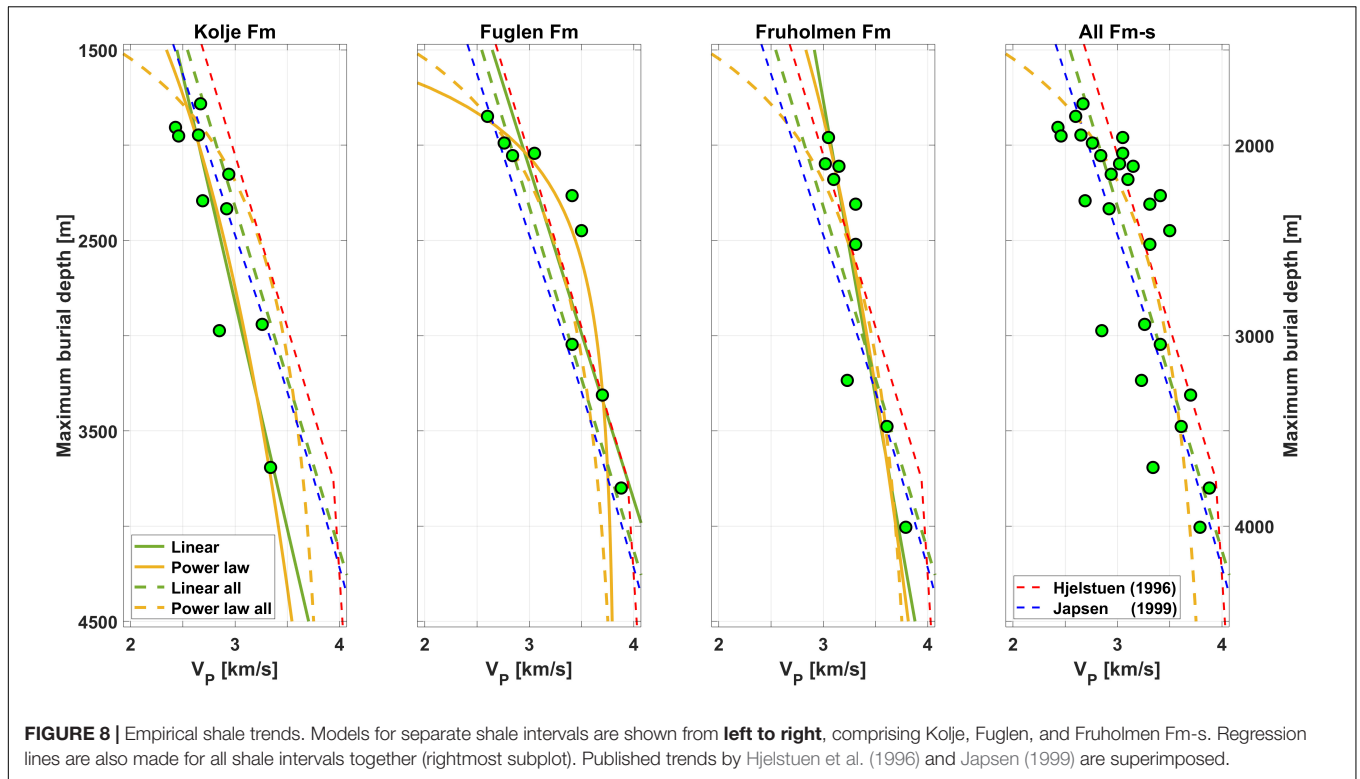 Kolje Fm
Fuglen Fm
Fruholmen Fm
All Fm-s
Maximum burial depth [m]
1500
2500
3500
4500
Linear
Power law
Linear all
Power law all
2 3 4
V_P [km/s]
2 3 4
V_P [km/s]
2 3 4
V_P [km/s]
2000
3000
4000
Maximum burial depth [m]
Hjelstuen (1996)
Japsen (1999)
2 3 4
V_P [km/s]
FIGURE 8 | Empirical shale trends. Models for separate shale intervals are shown from left to right, comprising Kolje, Fuglen, and Fruholmen Fm-s. Regression
lines are also made for all shale intervals together (rightmost subplot). Published trends by Hjelstuen et al. (1996) and Japsen (1999) are superimposed.